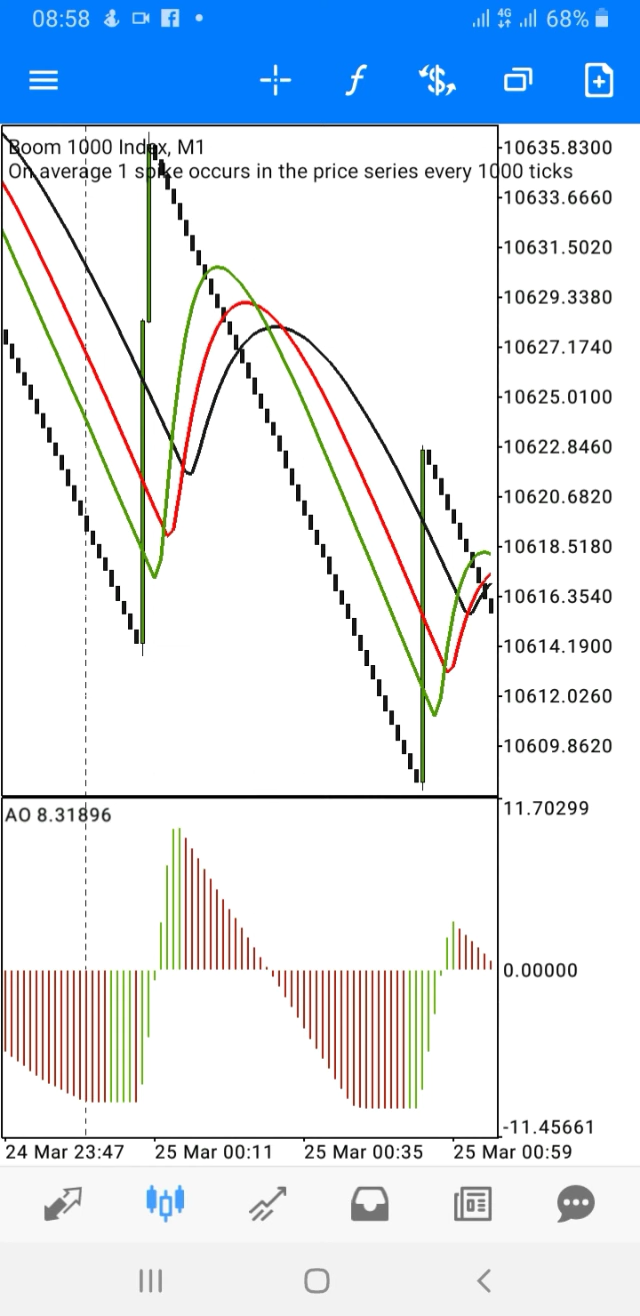 08:58
4G
68%
Boom 1000 Index, M1
On average 1 spike occurs in the price series every 1000 ticks
10635.8300
10633.6660
10631.5020
10629.3380
10627.1740
10625.0100
10622.8460
10620.6820
10618.5180
10616.3540
10614.1900
10612.0260
10609.8620
AO 8.31896
11.70299
0.00000
-11.45661
24 Mar 23:47
25 Mar 00:11
25 Mar 00:35
25 Mar 00:59